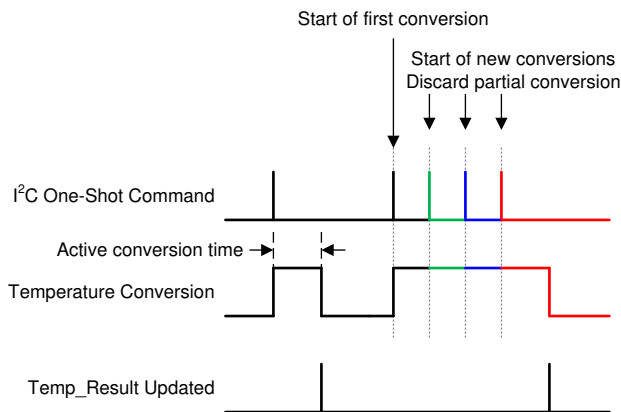 Start of first conversion
Start of new conversions
Discard partial conversion
I²C One-Shot Command
Active conversion time
Temperature Conversion
Temp_Result Updated